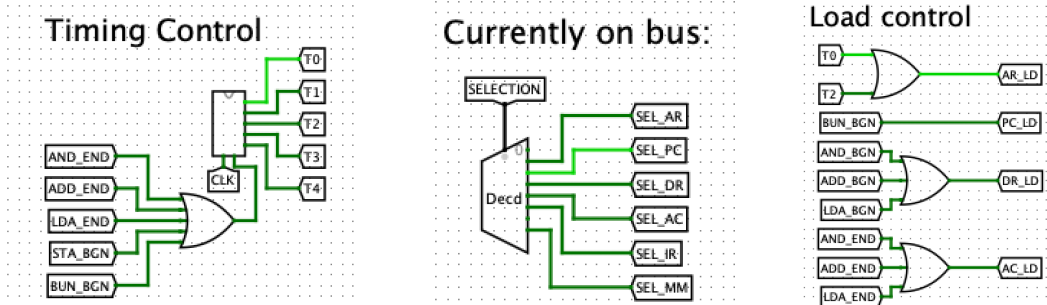 Timing Control
T0
T1
T2
T3
T4
AND_END
ADD_END
LDA_END
STA_BGN
BUN_BGN
CLK
Currently on bus:
SELECTION
0
Decd
SEL_AR
SEL_PC
SEL_DR
SEL_AC
SEL_IR
SEL_MM
Load control
T0
T2
AR_LD
BUN_BGN
PC_LD
AND_BGN
ADD_BGN
LDA_BGN
DR_LD
AND_END
ADD_END
LDA_END
AC_LD